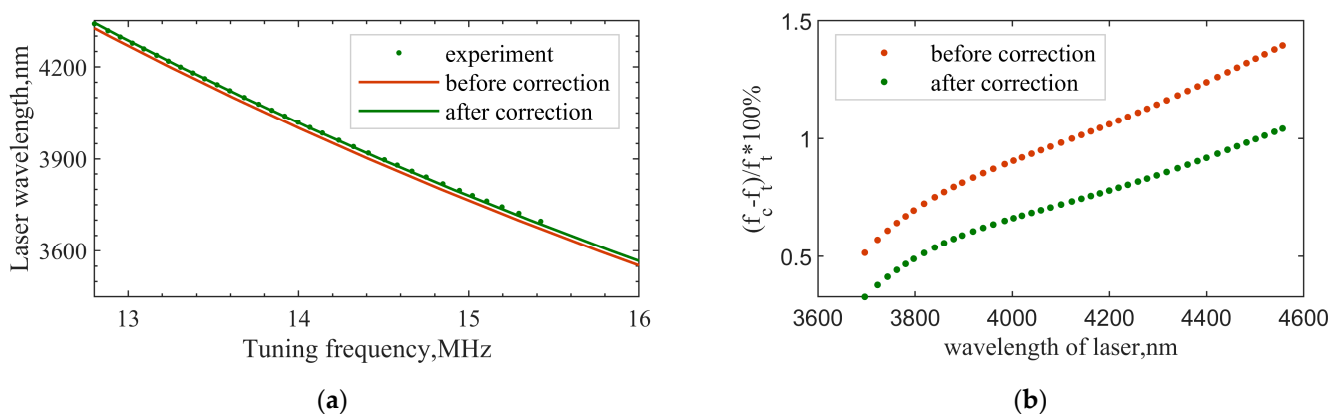 experiment
before correction
after correction
4200
3900
3600
Laser wavelength,nm
13
14
15
16
Tuning frequency,MHz
(a)
before correction
after correction
1.5
1
0.5
(f_c-f_t)/f_t*100%
3600
3800
4000
4200
4400
4600
wavelength of laser,nm
(b)